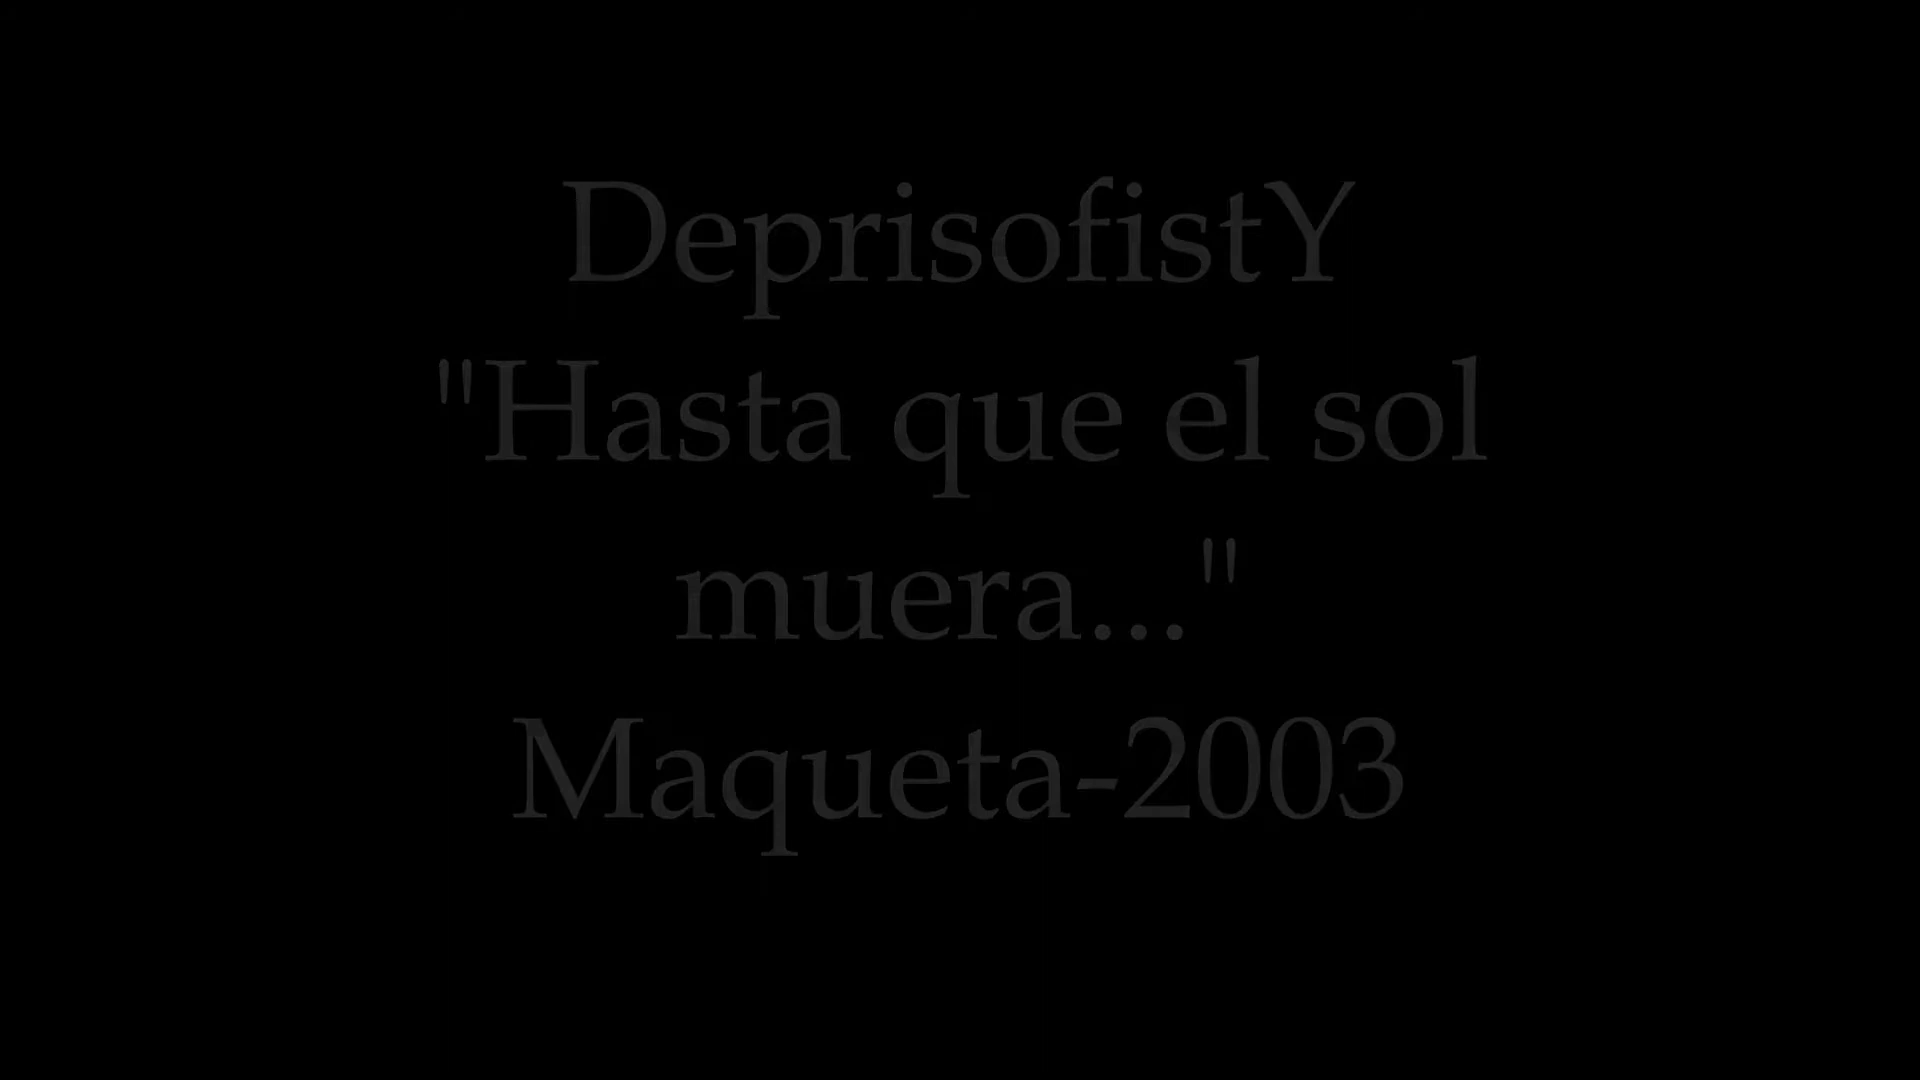 DeprisofistY
"Hasta que el sol
muera..."
Maqueta-2003